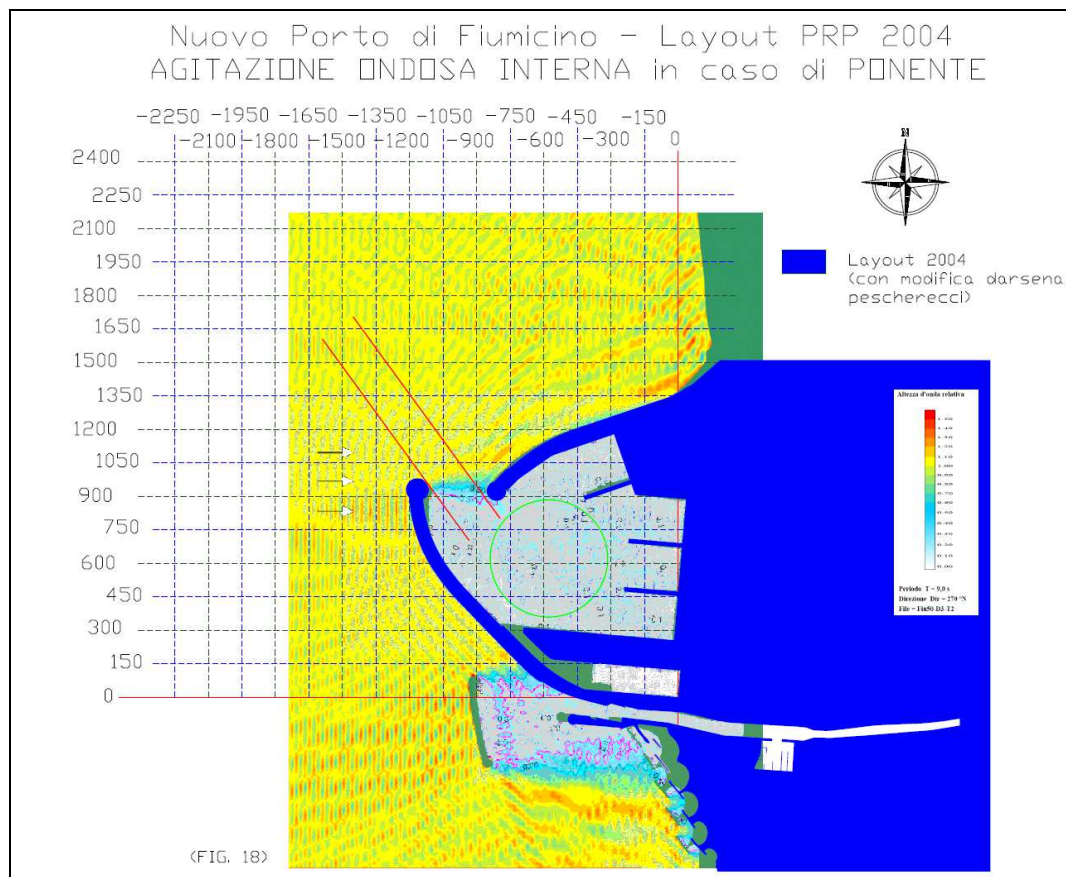 Nuovo Porto di Fiumicino - Layout PRP 2004
AGITAZIONE ONDOSA INTERNA in caso di PONENTE
-2250 -1950 -1650 -1350 -1050 -750 -450 -150
-2100 -1800 -1500 -1200 -900 -600 -300 0
2400
2250
2100
1950
1800
1650
1500
1350
1200
1050
900
750
600
450
300
150
0
N
Layout 2004
(con modifica darsena
pescherecci)
Altezza d'onda relativa
Periodo T = 9,0 s
Direzione Dir = 270 °N
(FIG. 18)